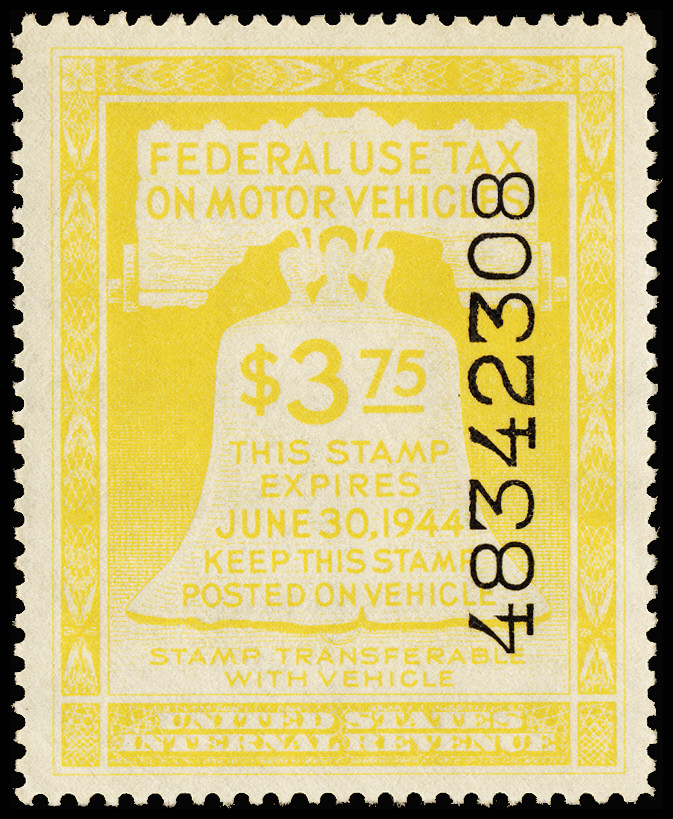 FEDERAL USE TAX
ON MOTOR VEHICLES
$3 75
THIS STAMP
EXPIRES
JUNE 30, 1944
KEEP THIS STAMP
POSTED ON VEHICLE
STAMP TRANSFERABLE
WITH VEHICLE
UNITED STATES
INTERNAL REVENUE
48342308